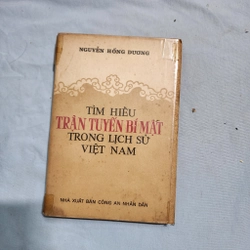 NGUYỄN HỒNG DƯƠNG
TÌM HIỂU
TRẬN TUYẾN BÍ MẬT
TRONG LỊCH SỬ
VIỆT NAM
NHÀ XUẤT BẢN CÔNG AN NHÂN DÂN